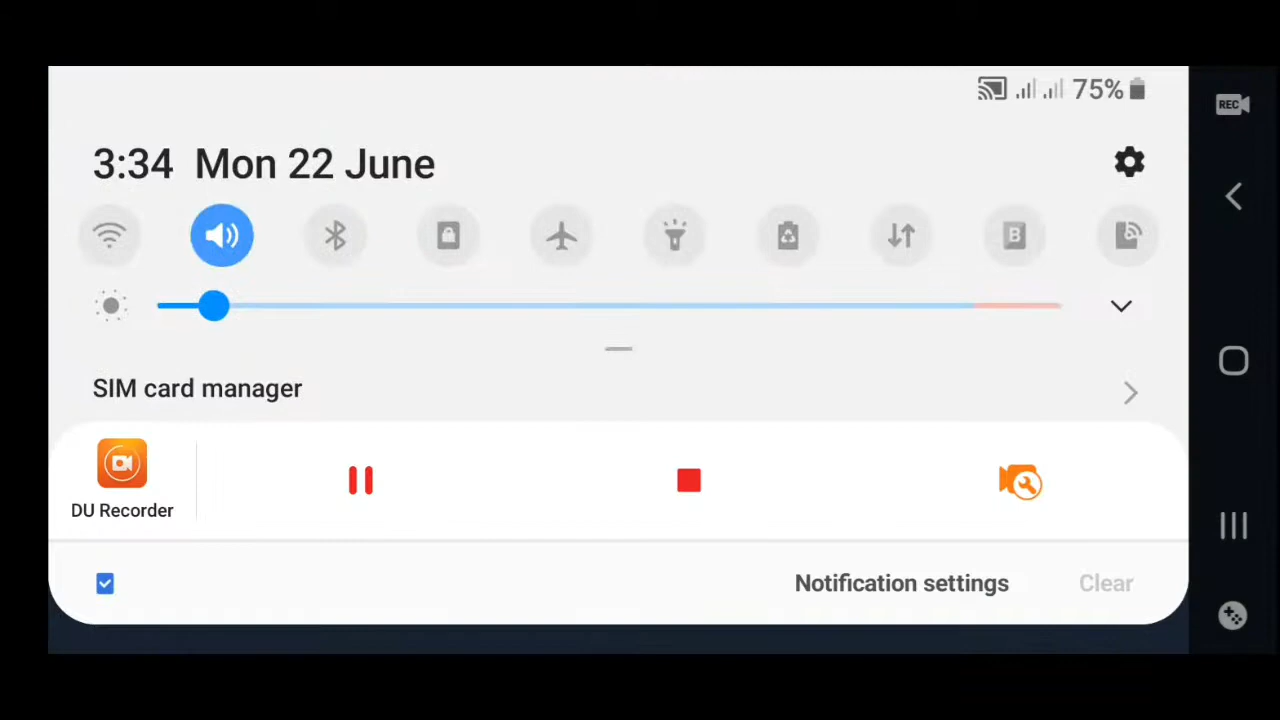 75%
3:34 Mon 22 June
REC
B
SIM card manager
DU Recorder
Notification settings
Clear